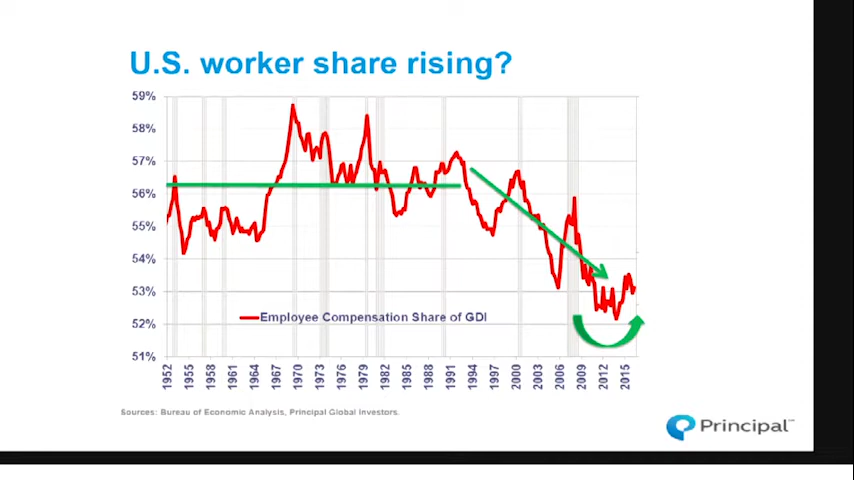 U.S. worker share rising?
59%
58%
57%
56%
55%
54%
53%
52%
51%
Employee Compensation Share of GDI
1952 1955 1958 1961 1964 1967 1970 1973 1976 1979 1982 1985 1988 1991 1994 1997 2000 2003 2006 2009 2012 2015
Sources: Bureau of Economic Analysis, Principal Global Investors.
Principal